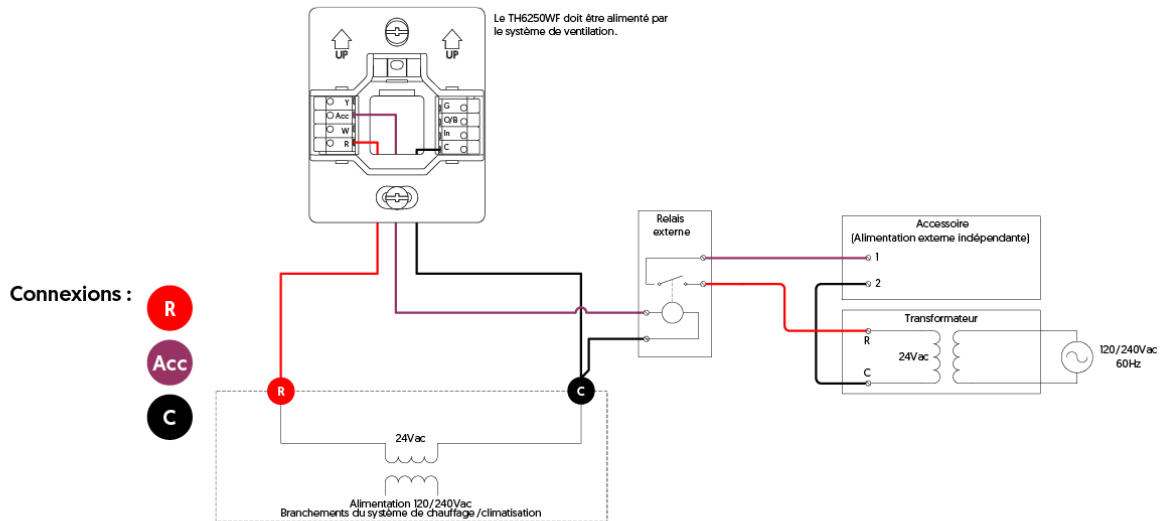 Le TH6250WF doit être alimenté par
le système de ventilation.
UP
UP
Y
Acc
W
R
G
O/B
In
C
Relais
externe
Accessoire
(Alimentation externe indépendante)
1
2
Connexions :
R
Acc
C
Transformateur
R
24Vac
C
120/240Vac
60Hz
R
C
24Vac
Alimentation 120/240Vac
Branchements du système de chauffage /climatisation